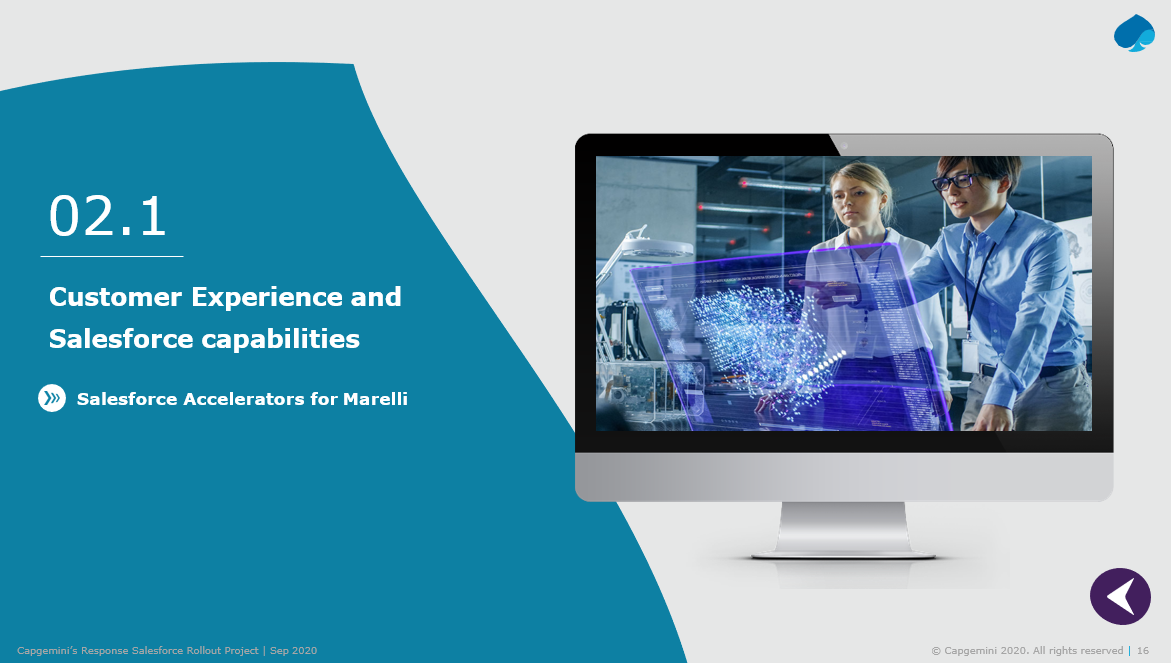 02.1
Customer Experience and
Salesforce capabilities
Salesforce Accelerators for Marelli
Capgemini’s Response Salesforce Rollout Project | Sep 2020
© Capgemini 2020. All rights reserved | 16